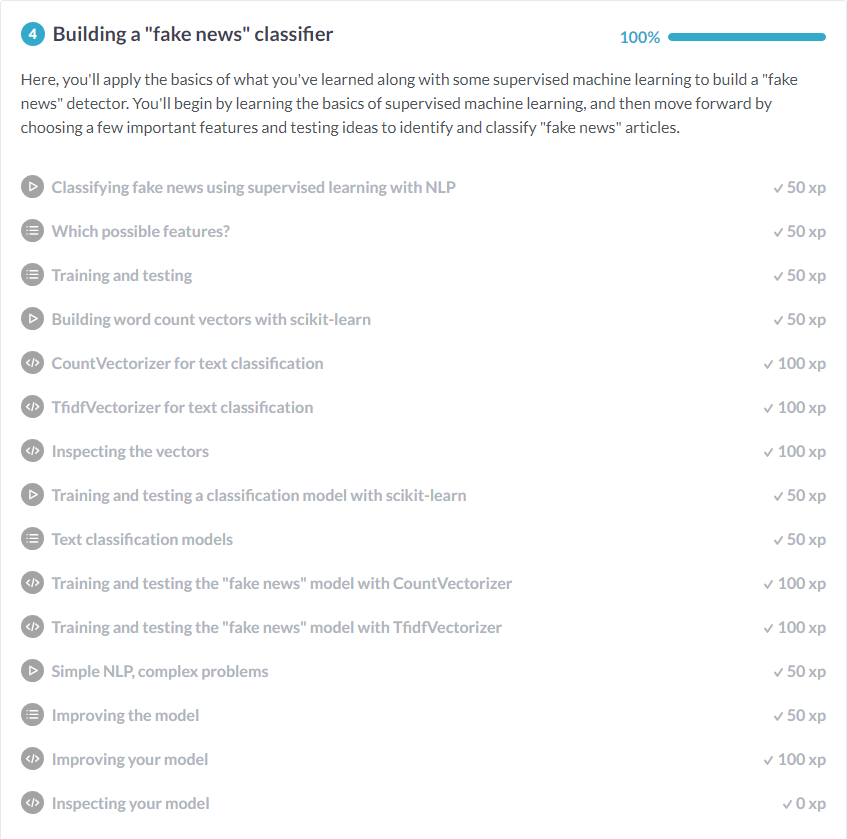 4 Building a "fake news" classifier 100%
Here, you'll apply the basics of what you've learned along with some supervised machine learning to build a "fake
news" detector. You'll begin by learning the basics of supervised machine learning, and then move forward by
choosing a few important features and testing ideas to identify and classify "fake news" articles.
Classifying fake news using supervised learning with NLP 50 xp
Which possible features? 50 xp
Training and testing 50 xp
Building word count vectors with scikit-learn 50 xp
CountVectorizer for text classification 100 xp
TfidfVectorizer for text classification 100 xp
Inspecting the vectors 100 xp
Training and testing a classification model with scikit-learn 50 xp
Text classification models 50 xp
Training and testing the "fake news" model with CountVectorizer 100 xp
Training and testing the "fake news" model with TfidfVectorizer 100 xp
Simple NLP, complex problems 50 xp
Improving the model 50 xp
Improving your model 100 xp
Inspecting your model 0 xp